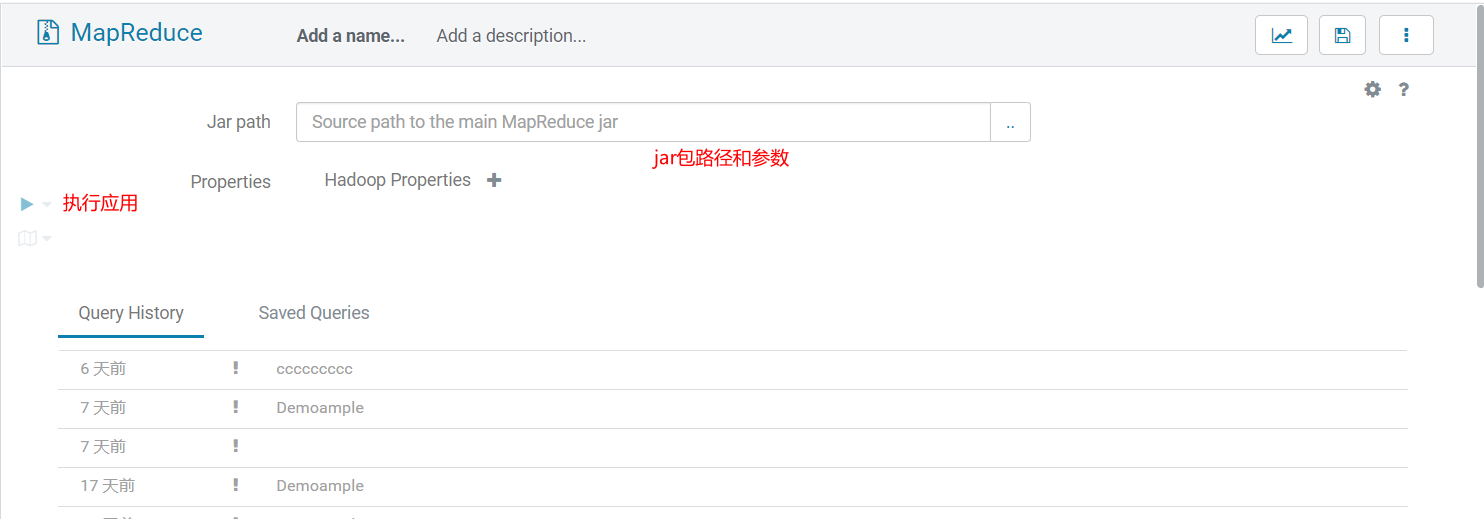 MapReduce Add a name... Add a description...
?
Jar path Source path to the main MapReduce jar ..
jar包路径和参数
Properties Hadoop Properties +
执行应用
Query History Saved Queries
6 天前 ! ccccccccc
7 天前 ! Demoample
7 天前 !
17 天前 ! Demoample